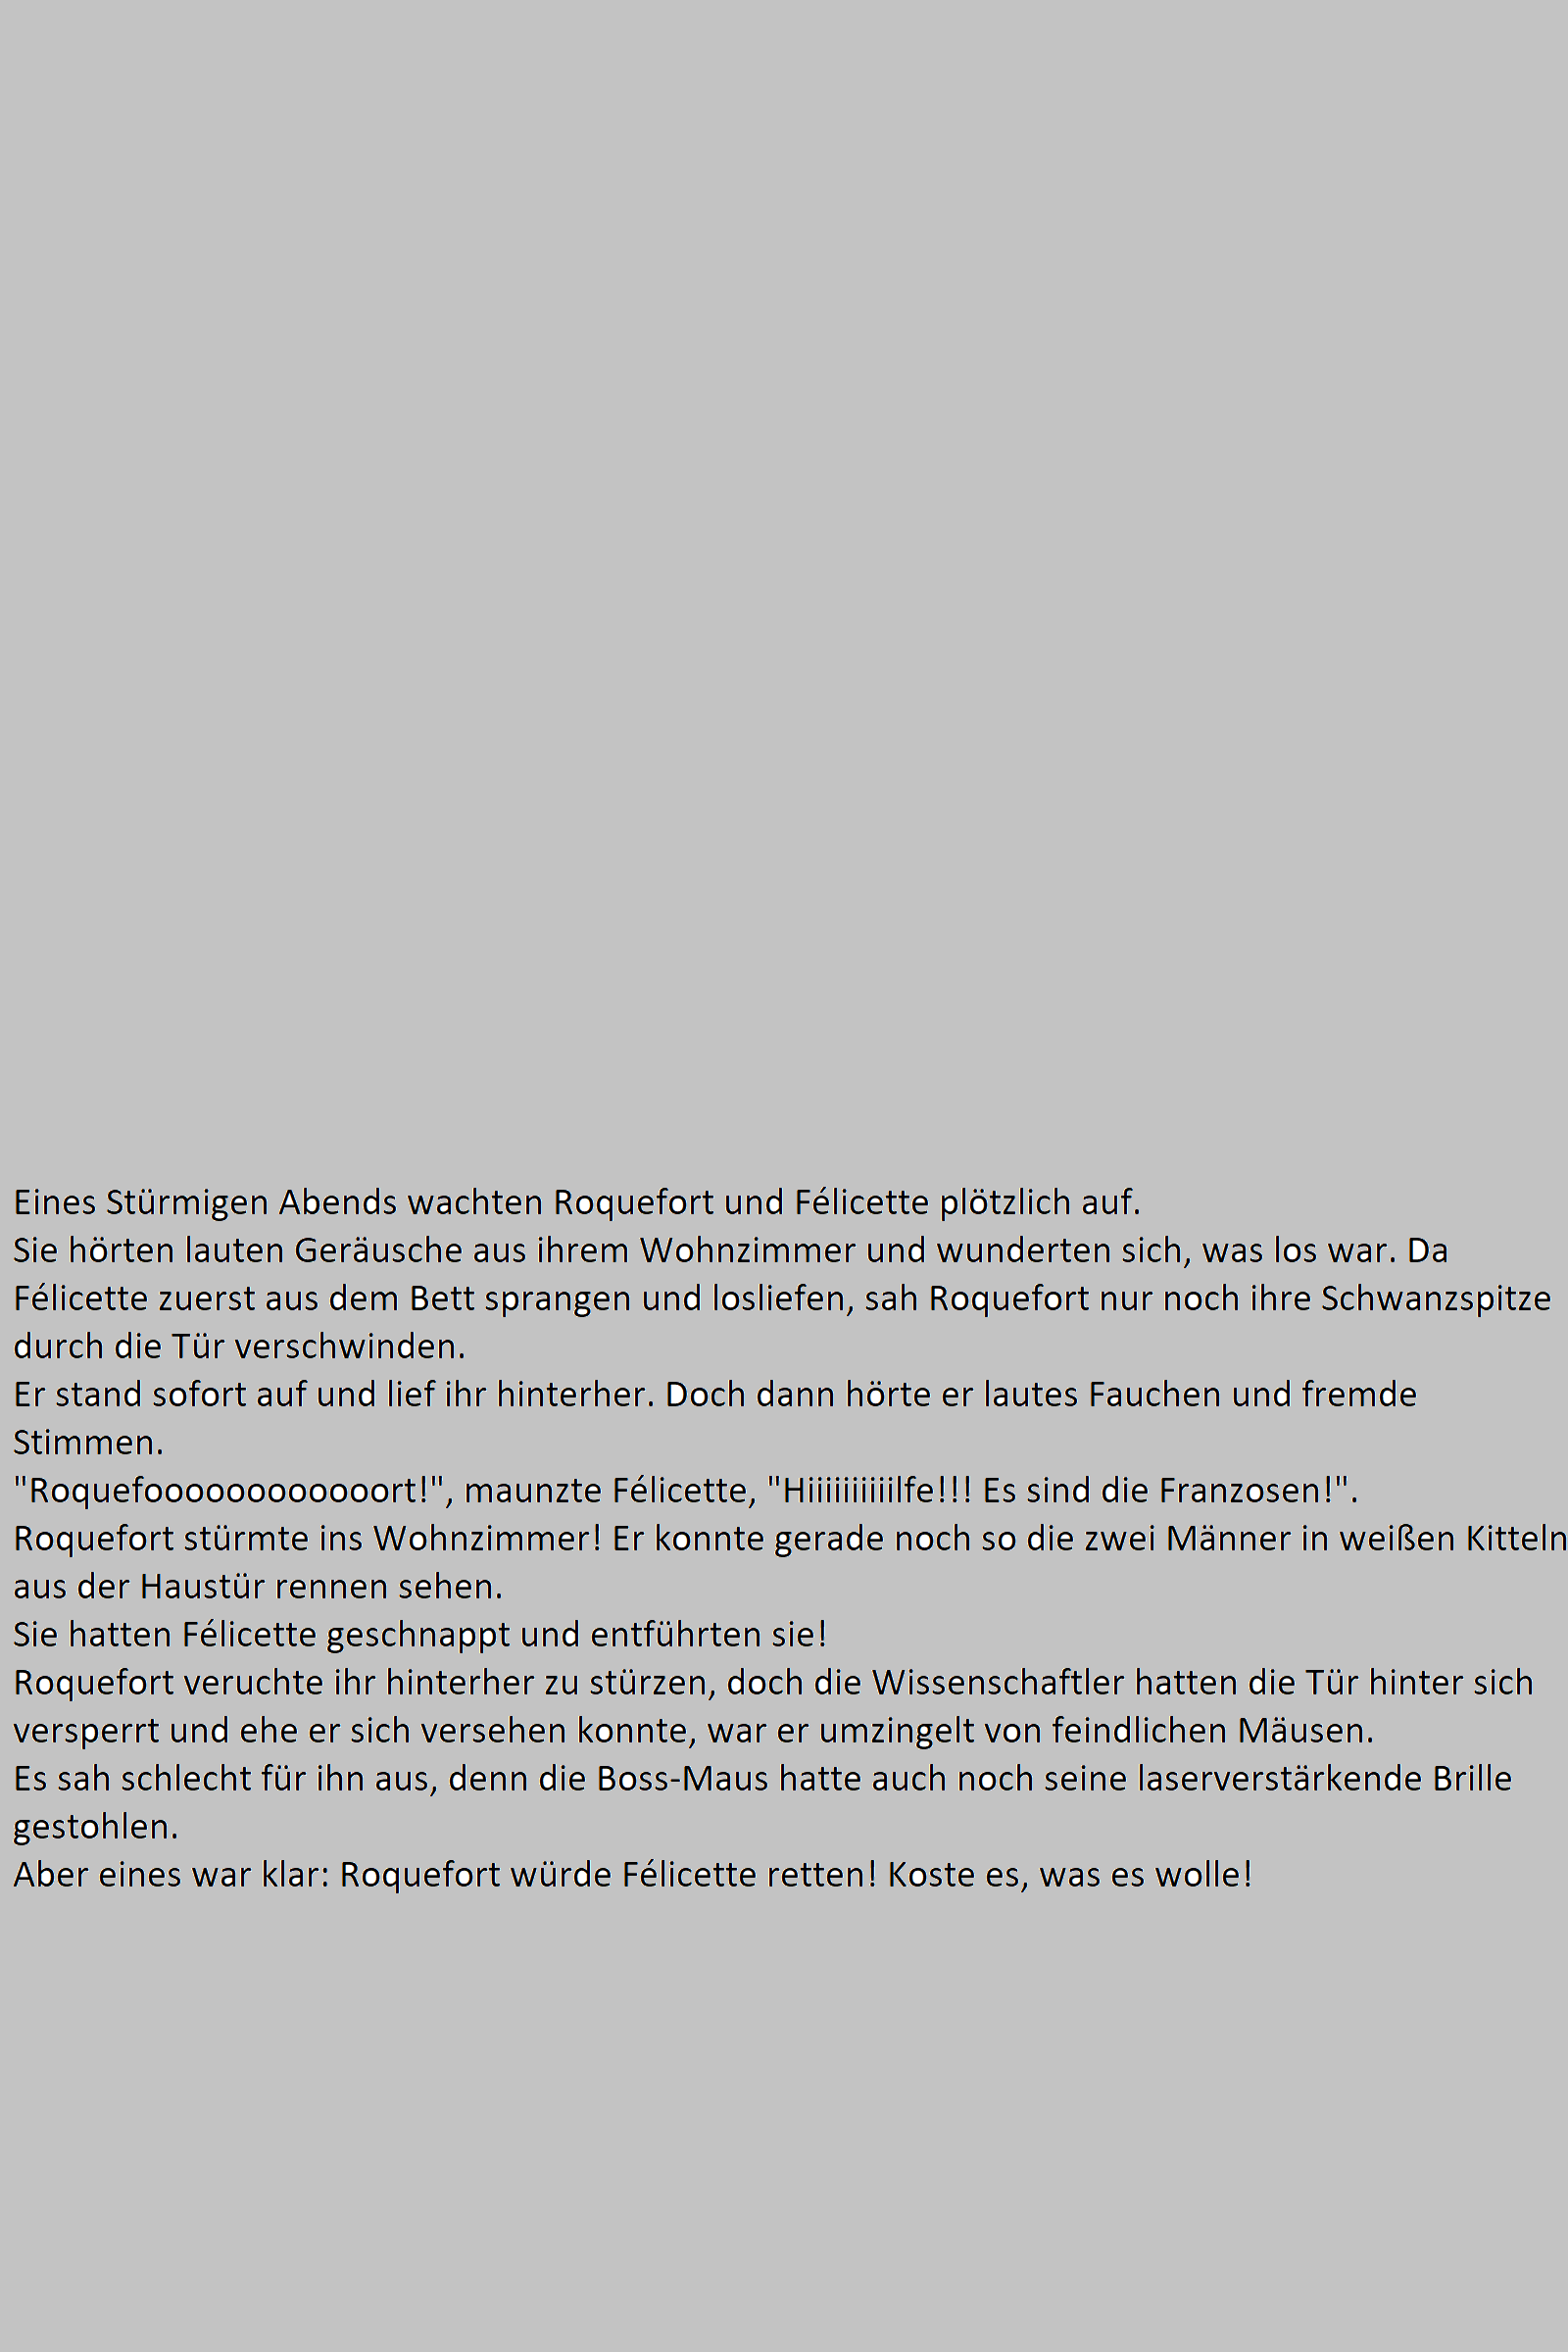 Eines Stürmigen Abends wachten Roquefort und Félicette plötzlich auf.
Sie hörten lauten Geräusche aus ihrem Wohnzimmer und wunderten sich, was los war. Da
Félicette zuerst aus dem Bett sprangen und losliefen, sah Roquefort nur noch ihre Schwanzspitze
durch die Tür verschwinden.
Er stand sofort auf und lief ihr hinterher. Doch dann hörte er lautes Fauchen und fremde
Stimmen.
"Roquefoooooooooooort!", maunzte Félicette, "Hiiiiiiiiiilfe!!! Es sind die Franzosen!".
Roquefort stürmte ins Wohnzimmer! Er konnte gerade noch so die zwei Männer in weißen Kitteln
aus der Haustür rennen sehen.
Sie hatten Félicette geschnappt und entführten sie!
Roquefort veruchte ihr hinterher zu stürzen, doch die Wissenschaftler hatten die Tür hinter sich
versperrt und ehe er sich versehen konnte, war er umzingelt von feindlichen Mäusen.
Es sah schlecht für ihn aus, denn die Boss-Maus hatte auch noch seine laserverstärkende Brille
gestohlen.
Aber eines war klar: Roquefort würde Félicette retten! Koste es, was es wolle!